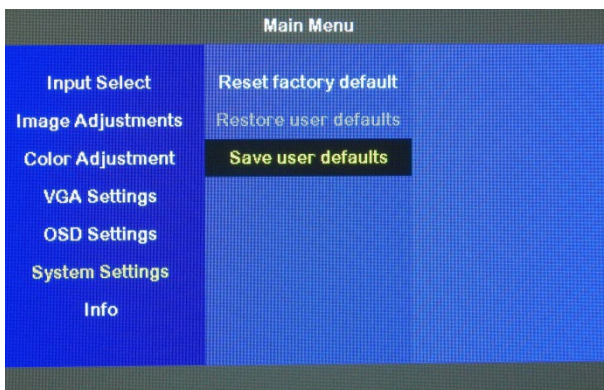 Main Menu
Input Select
Image Adjustments
Color Adjustment
VGA Settings
OSD Settings
System Settings
Info
Reset factory default
Restore user defaults
Save user defaults